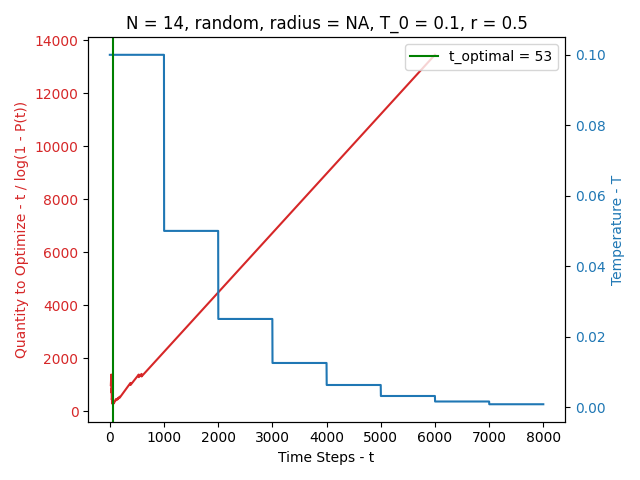 N = 14, random, radius = NA, T_0 = 0.1, r = 0.5
t_optimal = 53
Quantity to Optimize - t / log(1 - P(t))
14000
12000
10000
8000
6000
4000
2000
0
0.10
0.08
0.06
0.04
0.02
0.00
Temperature - T
0 1000 2000 3000 4000 5000 6000 7000 8000
Time Steps - t